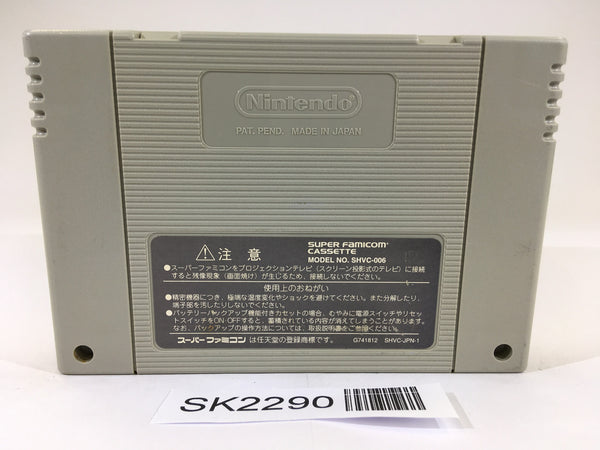 Nintendo
PAT. PEND. MADE IN JAPAN
注意
SUPER FAMICOM
CASSETTE
MODEL NO. SHVC-006
●スーパーファミコンをプロジェクションテレビ(スクリーン投影式のテレビ)に接続
すると残像現象(画面焼け)が生じるため、接続しないでください。
使用上のおねがい
●精密機器につき、極端な温度変化やショックを避けてください。また分解したり、
端子部を汚したりしないでください。
●バッテリーバックアップ機能付きカセットの場合、むやみに電源スイッチやリセッ
トスイッチをON・OFFすると、蓄積されている内容が消えてしまうことがあります。
なお、バックアップの操作方法については、取扱説明書をご参照ください。
スーパーファミコン は任天堂の登録商標です。
G741812 SHVC-JPN-1
SK2290